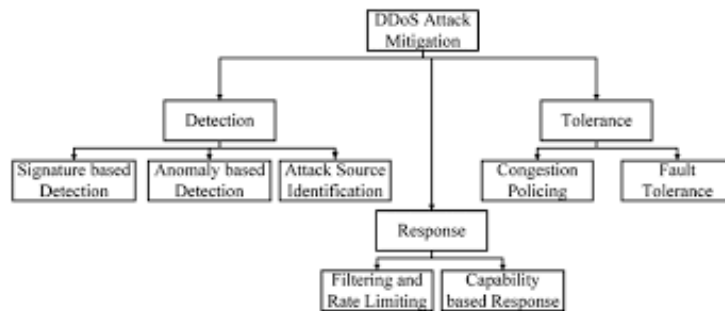 DDoS Attack
Mitigation
Detection
Tolerance
Signature based
Detection
Anomaly based
Detection
Attack Source
Identification
Congestion
Policing
Fault
Tolerance
Response
Filtering and
Rate Limiting
Capability
based Response